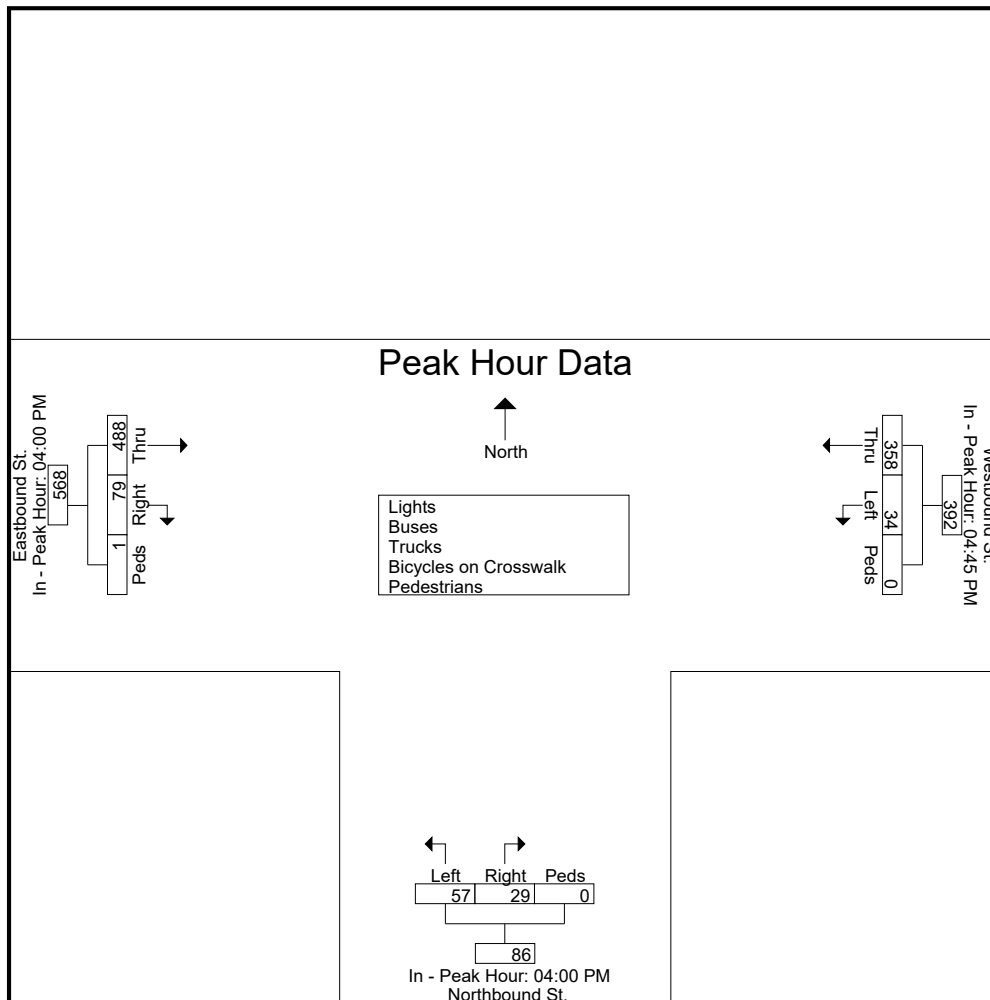 Peak Hour Data
North
Lights
Buses
Trucks
Bicycles on Crosswalk
Pedestrians
Eastbound St.
In - Peak Hour: 04:00 PM
568
488 79 1
Thru Right Peds
Westbound St.
In - Peak Hour: 04:45 PM
392
358 34 0
Thru Left Peds
Left Right Peds
57 29 0
86
In - Peak Hour: 04:00 PM
Northbound St.